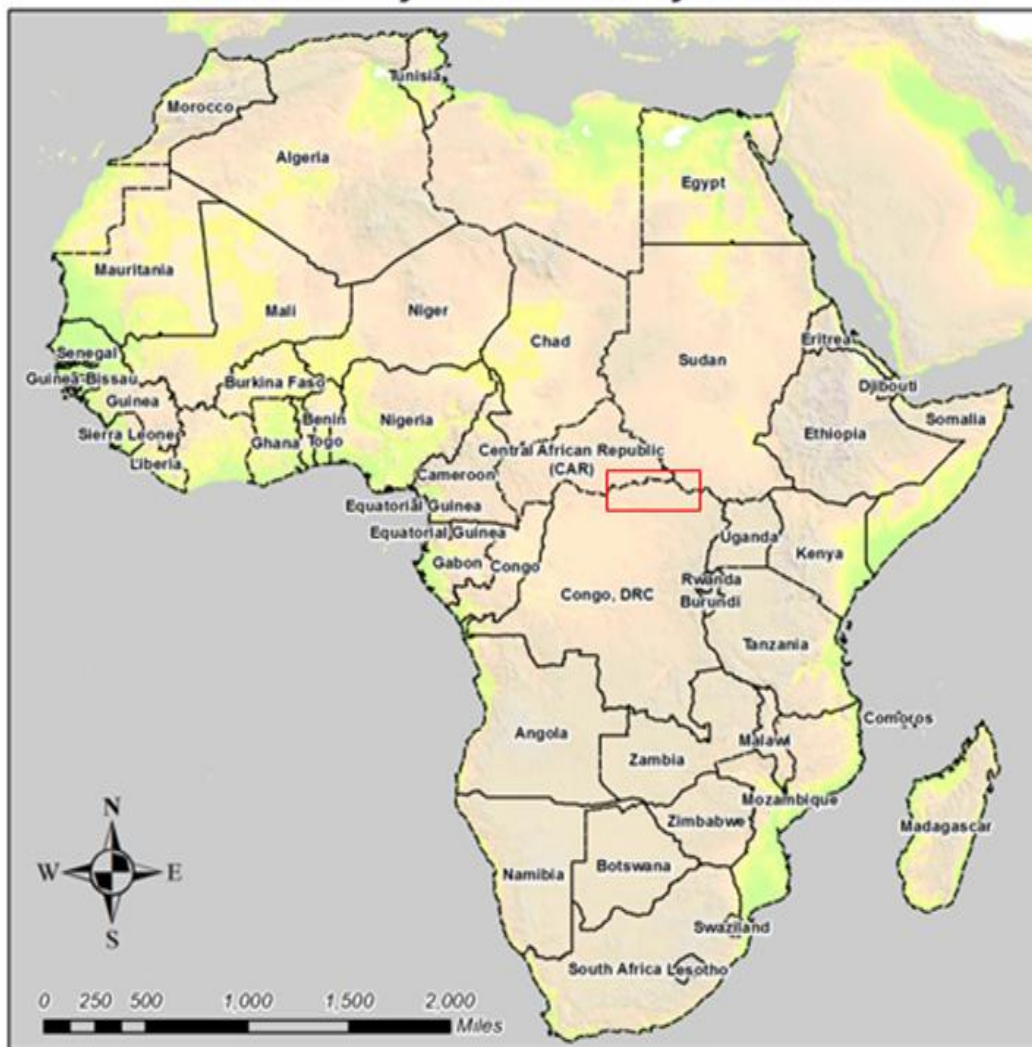 Tunisia
Morocco
Algeria
Egypt
Mauritania
Mali
Niger
Chad
Sudan
Eritrea
Senegal
Guinea-Bissau
Burkina Faso
Djibouti
Guinea
Benin
Nigeria
Somalia
Sierra Leone
Ghana
Togo
Ethiopia
Liberia
Central African Republic
(CAR)
Cameroon
Equatorial Guinea
Equatorial Guinea
Uganda
Kenya
Gabon
Congo
Rwanda
Congo, DRC
Burundi
Tanzania
Comoros
Angola
Malawi
Zambia
Mozambique
Zimbabwe
Madagascar
Namibia
Botswana
Swaziland
South Africa
Lesotho
N
W
E
S
0 250 500 1,000 1,500 2,000
Miles